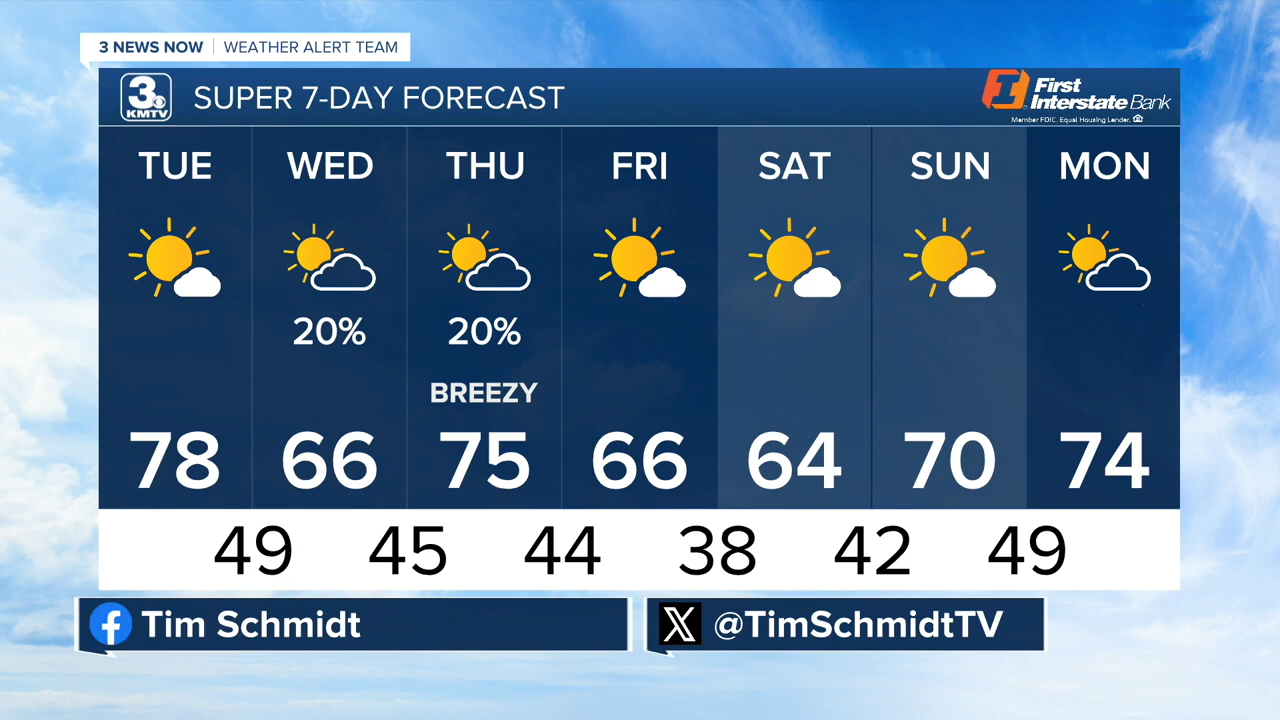 3 NEWS NOW | WEATHER ALERT TEAM
3 KMTV
SUPER 7-DAY FORECAST
First Interstate Bank
Member FDIC. Equal Housing Lender.
TUE WED THU FRI SAT SUN MON
20% 20%
BREEZY
78 66 75 66 64 70 74
49 45 44 38 42 49
Tim Schmidt
X @TimSchmidtTV